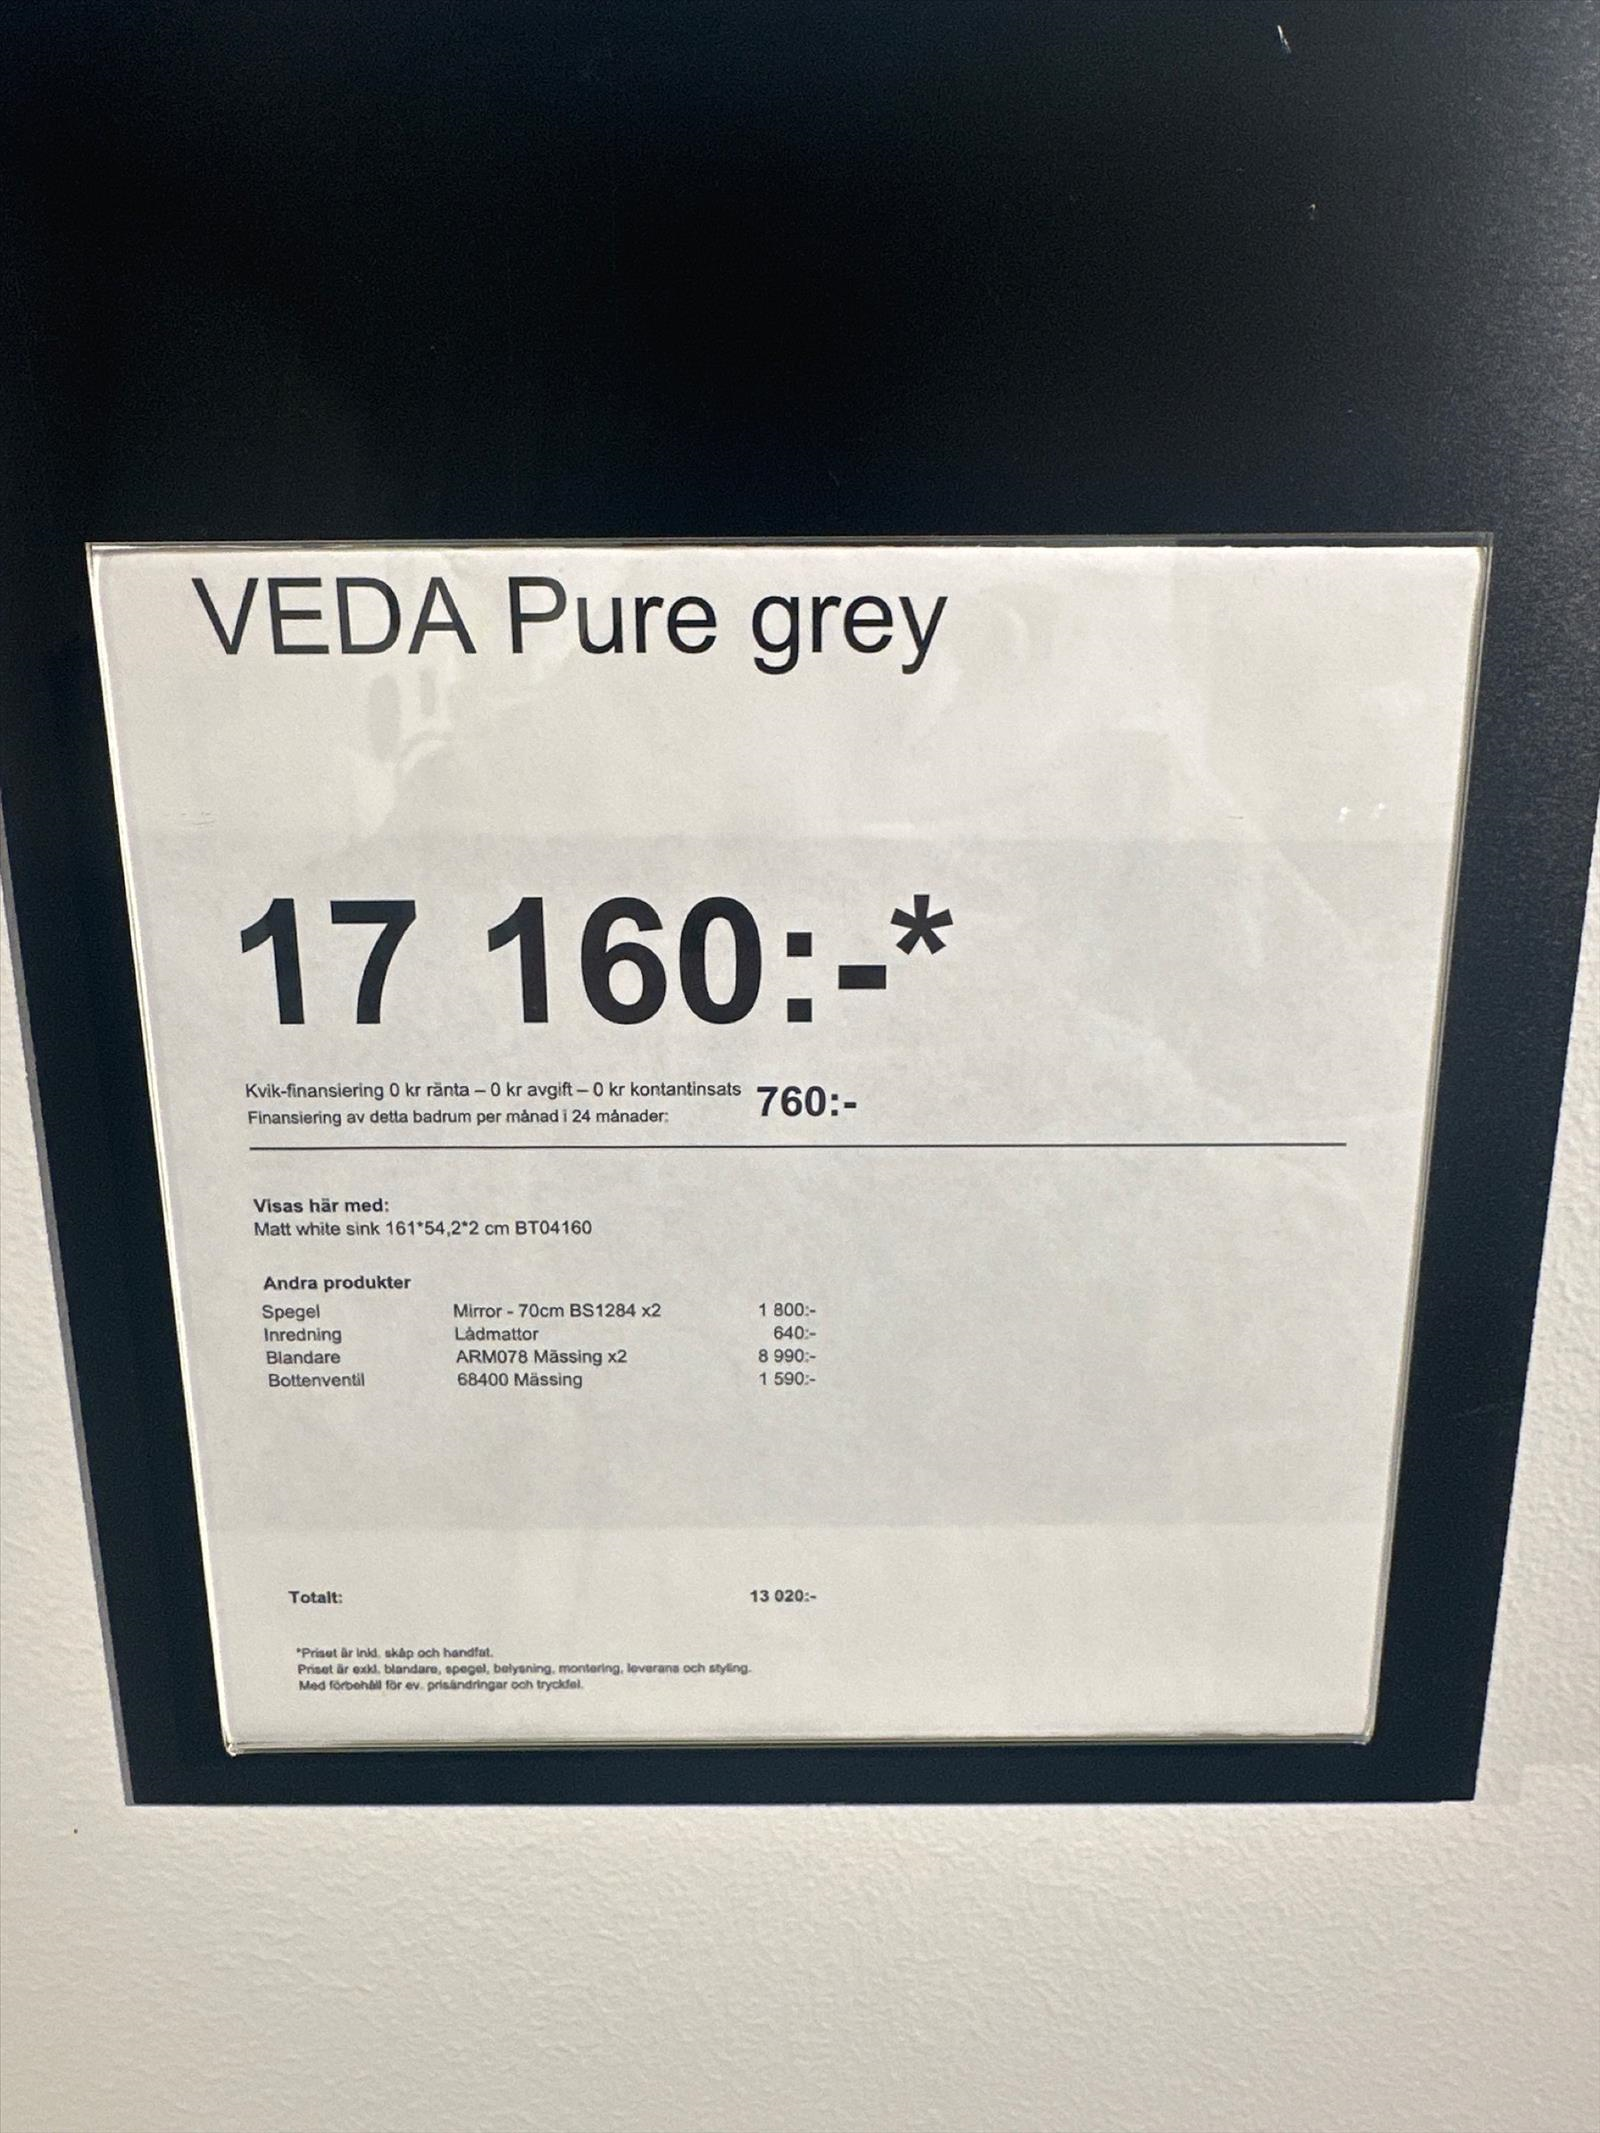 VEDA Pure grey
17 160:-*
Kvik-finansiering 0 kr ränta – 0 kr avgift – 0 kr kontantinsats 760:-
Finansiering av detta badrum per månad i 24 månader:
Visas här med:
Matt white sink 161*54,2*2 cm BT04160
Andra produkter
Spegel Mirror - 70cm BS1284 x2 1 800:-
Inredning Lådmattor 640:-
Blandare ARM078 Mässing x2 8 990:-
Bottenventil 68400 Mässing 1 590:-
Totalt: 13 020:-
*Priset är inkl. skåp och handfat.
Priset är exkl. blandare, spegel, belysning, montering, leverans och styling.
Med förbehåll för ev. prisändringar och tryckfel.